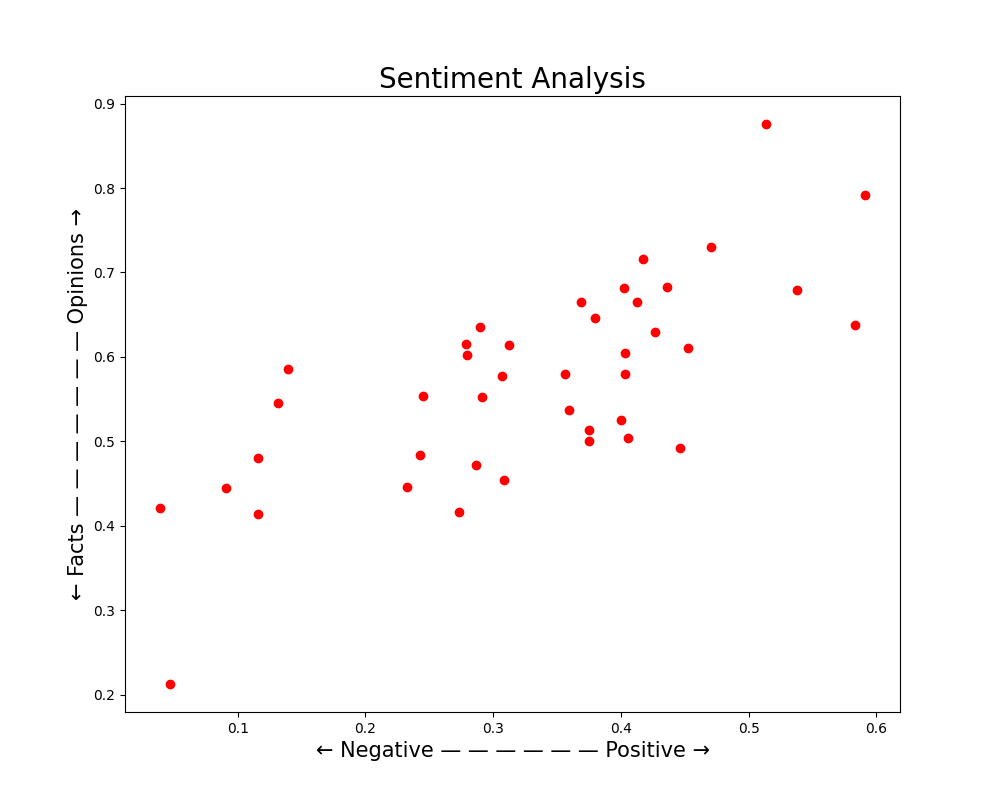 Sentiment Analysis
0.9
0.8
0.7
0.6
0.5
0.4
0.3
0.2
← Facts — — — — — — Opinions →
0.1 0.2 0.3 0.4 0.5 0.6
← Negative — — — — — — Positive →